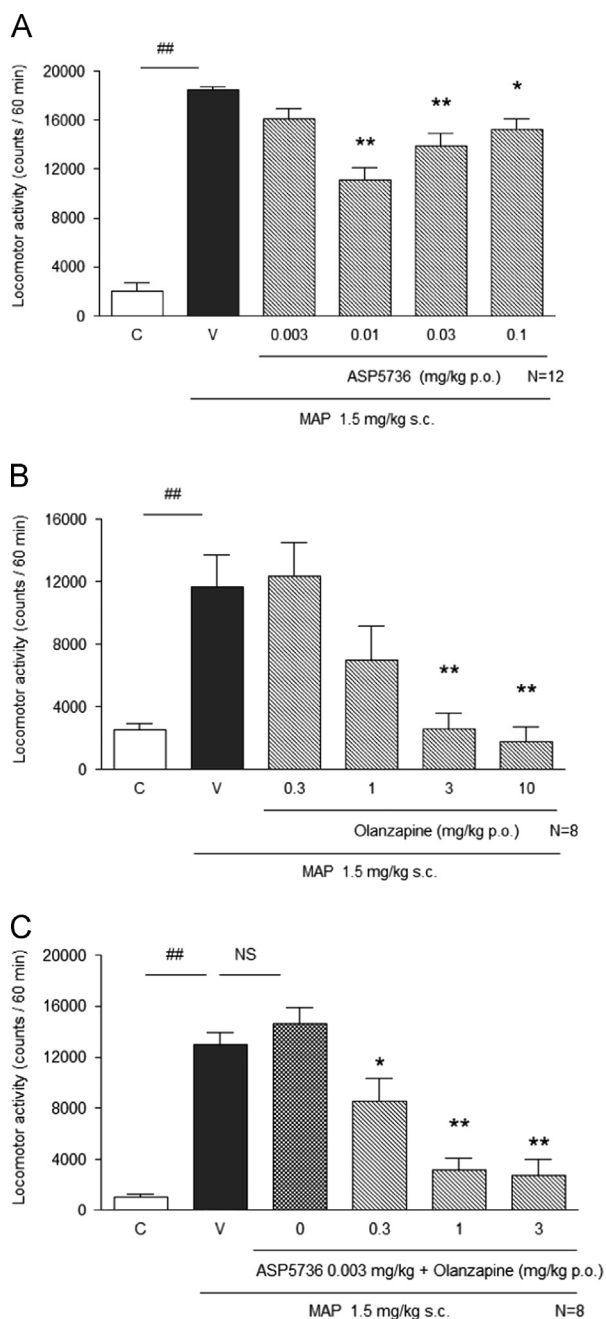 A
##
20000
16000
12000
8000
4000
0
Locomotor activity (counts / 60 min)
**
**
*
C V 0.003 0.01 0.03 0.1
ASP5736 (mg/kg p.o.) N=12
MAP 1.5 mg/kg s.c.
B
##
16000
12000
8000
4000
0
Locomotor activity (counts / 60 min)
**
**
C V 0.3 1 3 10
Olanzapine (mg/kg p.o.) N=8
MAP 1.5 mg/kg s.c.
C
## NS
20000
16000
12000
8000
4000
0
Locomotor activity (counts / 60 min)
*
**
**
C V 0 0.3 1 3
ASP5736 0.003 mg/kg + Olanzapine (mg/kg p.o.)
MAP 1.5 mg/kg s.c. N=8